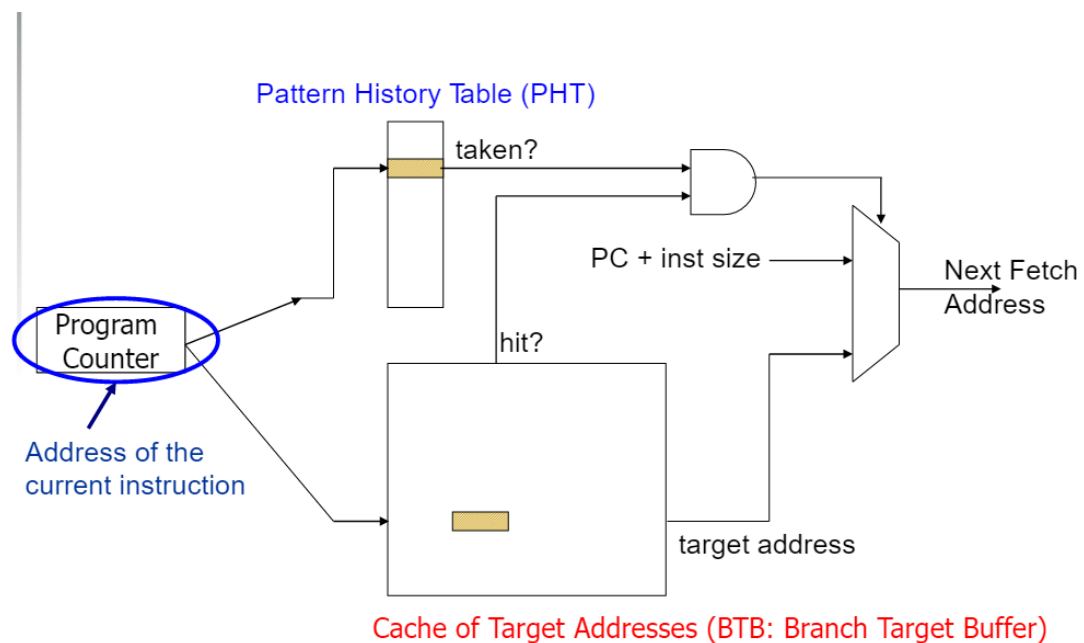 Pattern History Table (PHT)
taken?
PC + inst size
Next Fetch
Address
Program
Counter
hit?
Address of the
current instruction
target address
Cache of Target Addresses (BTB: Branch Target Buffer)